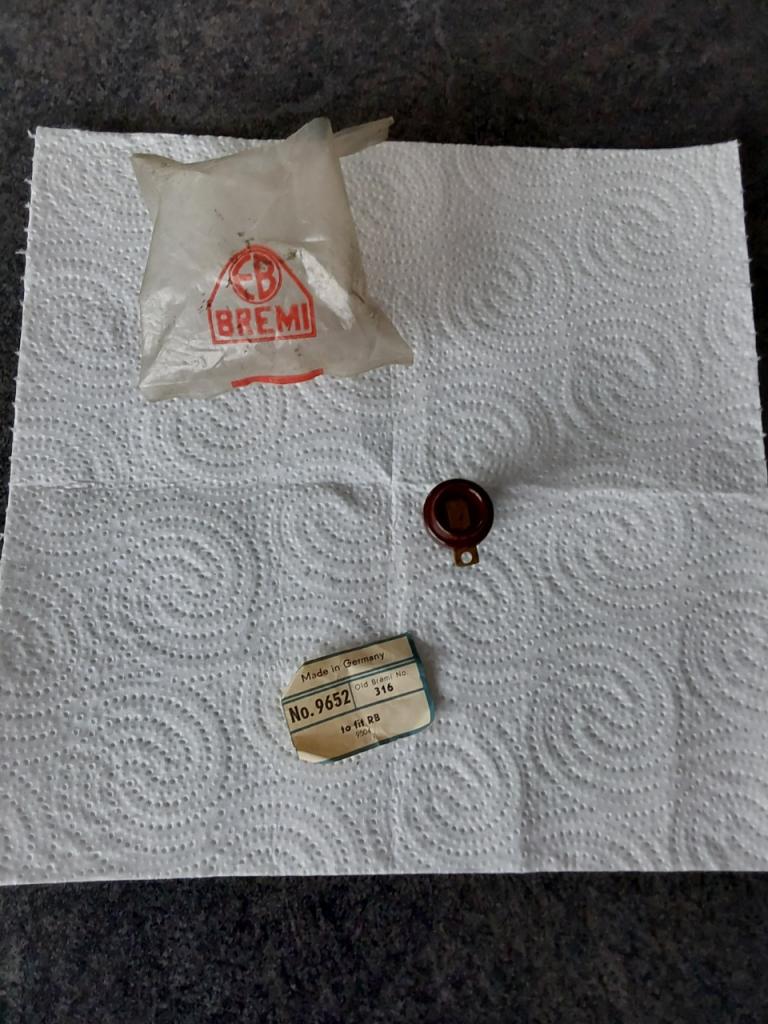 EB
BREMI
Made in Germany
No. 9652
Old Bremi No.
316
to fit RB